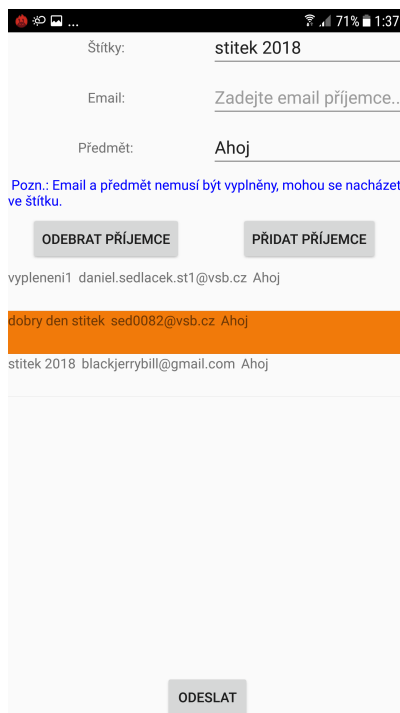 ... 71% 1:37
Štítky: stitek 2018
Email: Zadejte email příjemce..
Předmět: Ahoj
Pozn.: Email a předmět nemusí být vyplněny, mohou se nacházet
ve štítku.
ODEBRAT PŘÍJEMCE PŘIDAT PŘÍJEMCE
vypleneni1 daniel.sedlacek.st1@vsb.cz Ahoj
dobry den stitek sed0082@vsb.cz Ahoj
stitek 2018 blackjerrybill@gmail.com Ahoj
ODESLAT